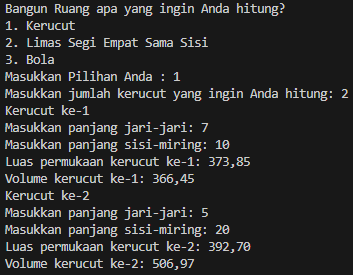 Bangun Ruang apa yang ingin Anda hitung?
1. Kerucut
2. Limas Segi Empat Sama Sisi
3. Bola
Masukkan Pilihan Anda : 1
Masukkan jumlah kerucut yang ingin Anda hitung: 2
Kerucut ke-1
Masukkan panjang jari-jari: 7
Masukkan panjang sisi-miring: 10
Luas permukaan kerucut ke-1: 373,85
Volume kerucut ke-1: 366,45
Kerucut ke-2
Masukkan panjang jari-jari: 5
Masukkan panjang sisi-miring: 20
Luas permukaan kerucut ke-2: 392,70
Volume kerucut ke-2: 506,97